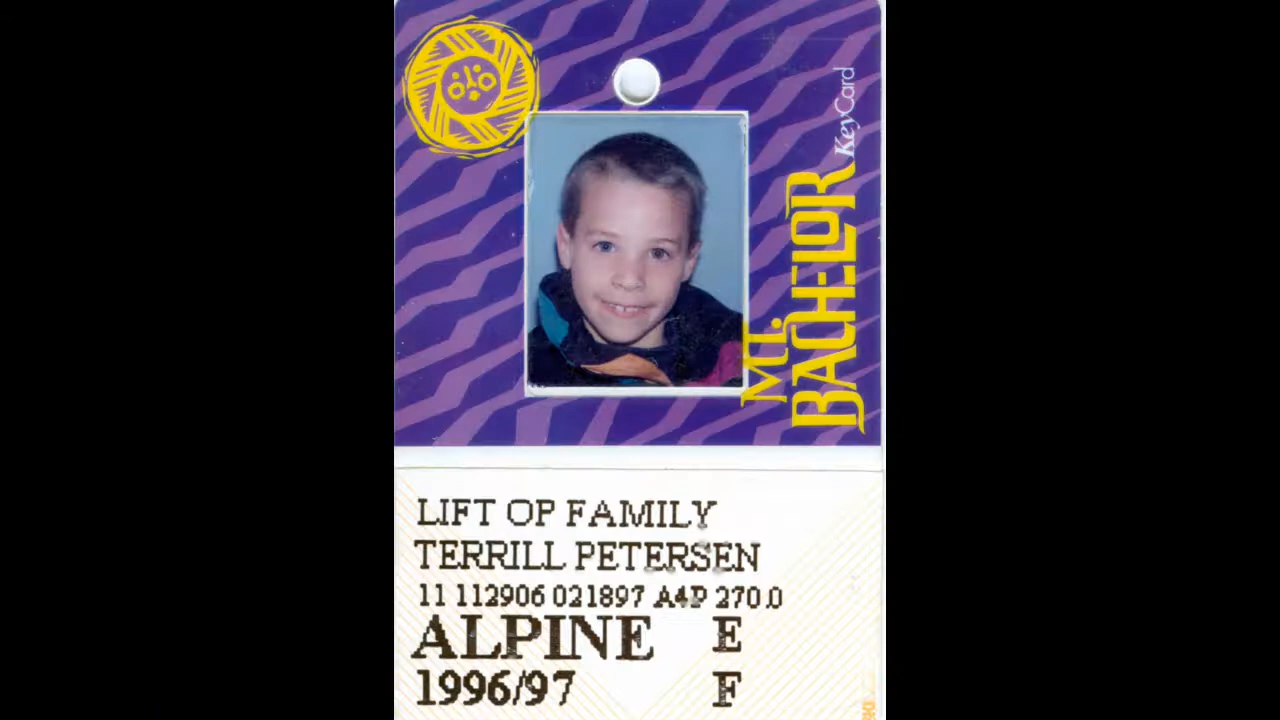 Mt.
BACHELOR
KeyCard
LIFT OP FAMILY
TERRILL PETERSEN
11 112906 021897 A4P 270.0
ALPINE E
1996/97 F